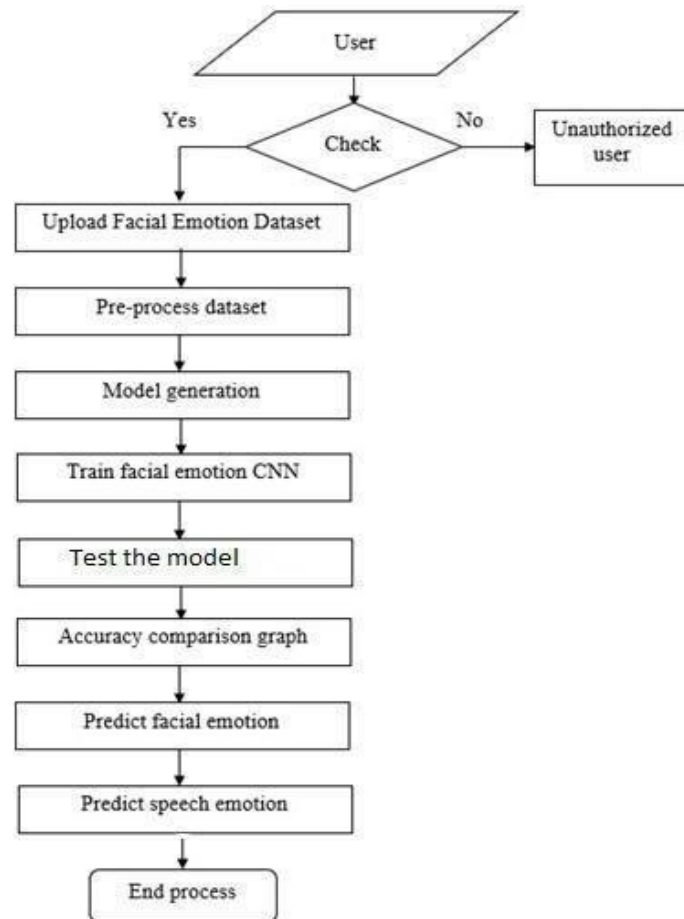 User
Yes
No
Check
Unauthorized
user
Upload Facial Emotion Dataset
Pre-process dataset
Model generation
Train facial emotion CNN
Test the model
Accuracy comparison graph
Predict facial emotion
Predict speech emotion
End process